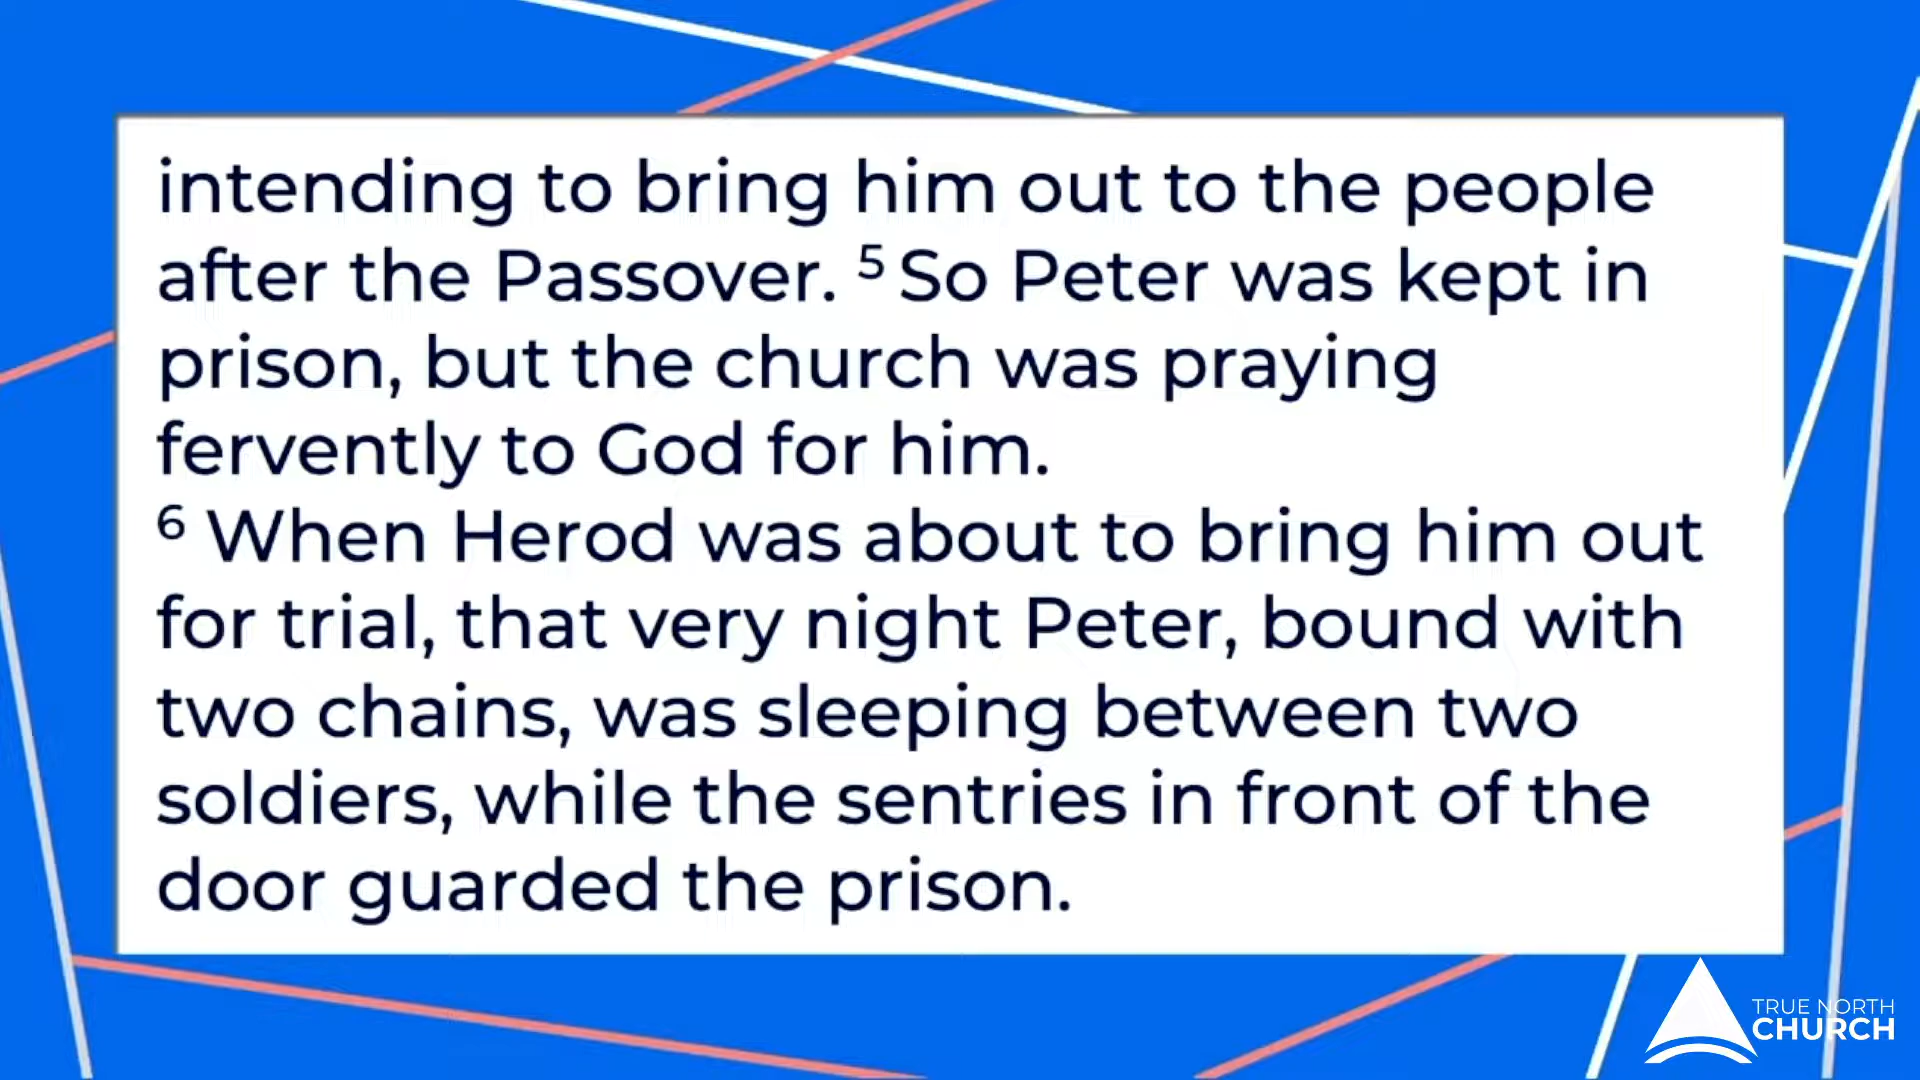 intending to bring him out to the people
after the Passover. 5 So Peter was kept in
prison, but the church was praying
fervently to God for him.
6 When Herod was about to bring him out
for trial, that very night Peter, bound with
two chains, was sleeping between two
soldiers, while the sentries in front of the
door guarded the prison.
TRUE NORTH
CHURCH